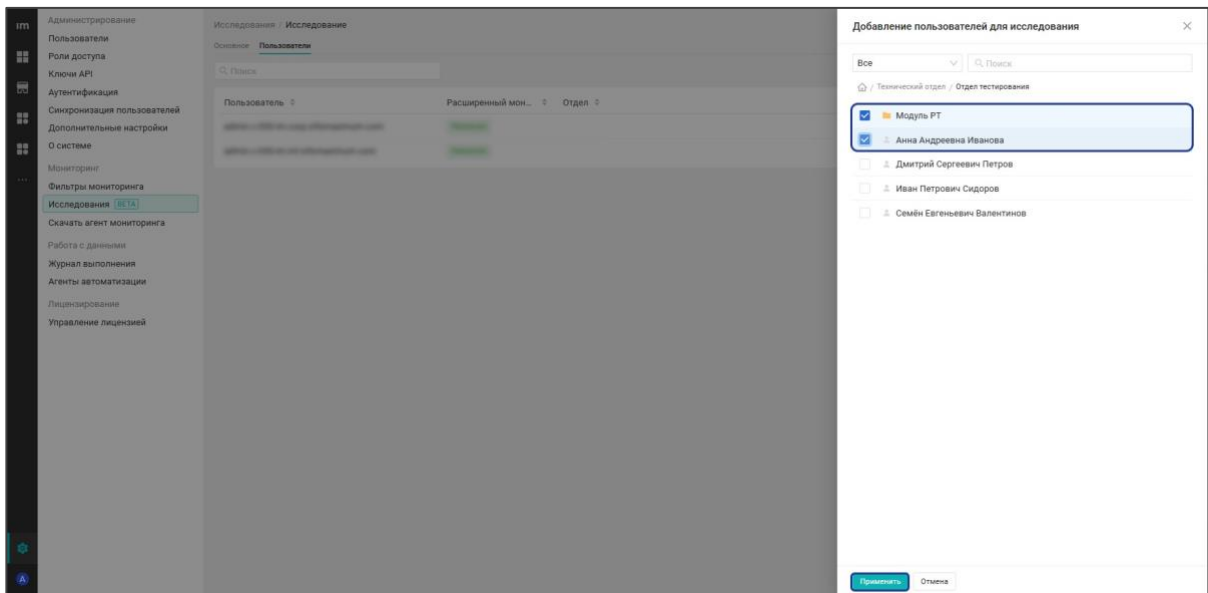 im
Администрирование
Пользователи
Роли доступа
Ключи API
Аутентификация
Синхронизация пользователей
Дополнительные настройки
О системе
Мониторинг
Фильтры мониторинга
Исследования BETA
Скачать агент мониторинга
Работа с данными
Журнал выполнения
Агенты автоматизации
Лицензирование
Управление лицензией
A
Исследования / Исследование
Основное Пользователи
Поиск
Пользователь Расширенный мон... Отдел
Добавление пользователей для исследования
Все Поиск
/ Технический отдел / Отдел тестирования
Модуль РТ
Анна Андреевна Иванова
Дмитрий Сергеевич Петров
Иван Петрович Сидоров
Семён Евгеньевич Валентинов
Применить Отмена